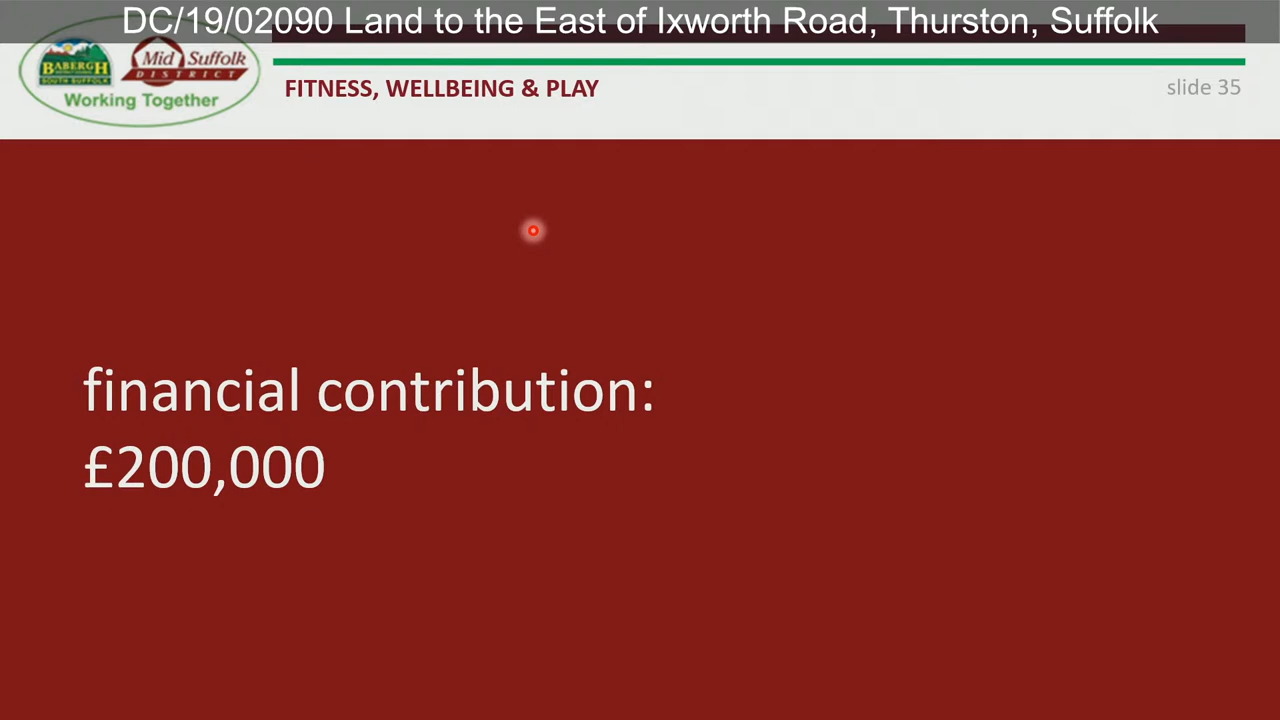 DC/19/02090 Land to the East of Ixworth Road, Thurston, Suffolk
BABERGH
SOUTH SUFFOLK
Mid Suffolk
DISTRICT
Working Together
FITNESS, WELLBEING & PLAY
slide 35
financial contribution:
£200,000